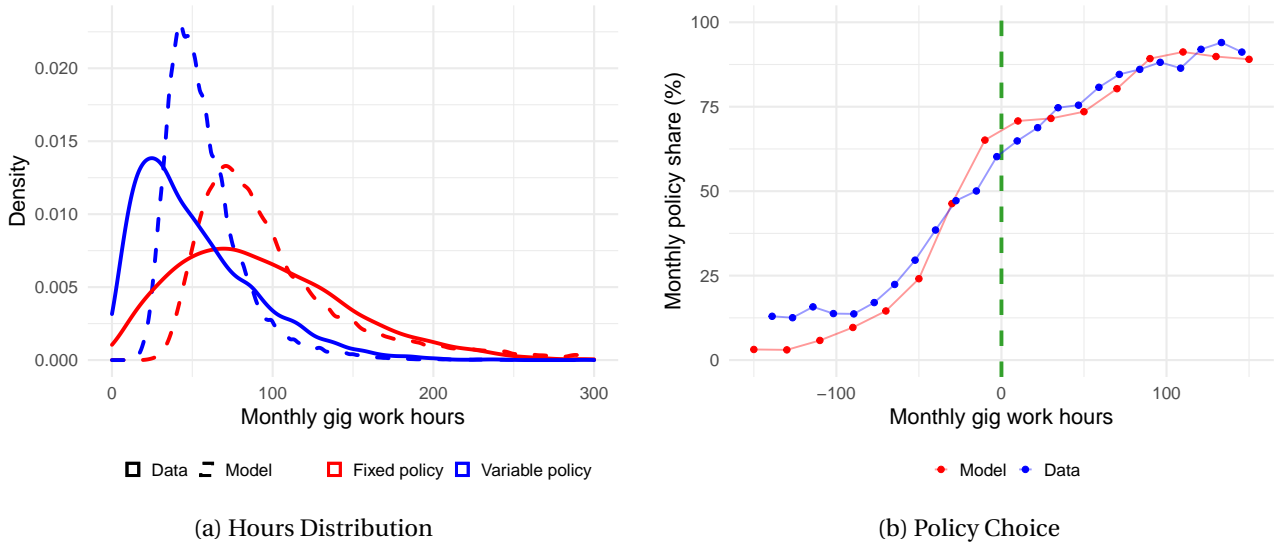 0.020
0.015
0.010
0.005
0.000
Density
0
100
200
300
Monthly gig work hours
Data
Model
Fixed policy
Variable policy
(a) Hours Distribution
100
75
50
25
0
Monthly policy share (%)
−100
0
100
Monthly gig work hours
Model
Data
(b) Policy Choice